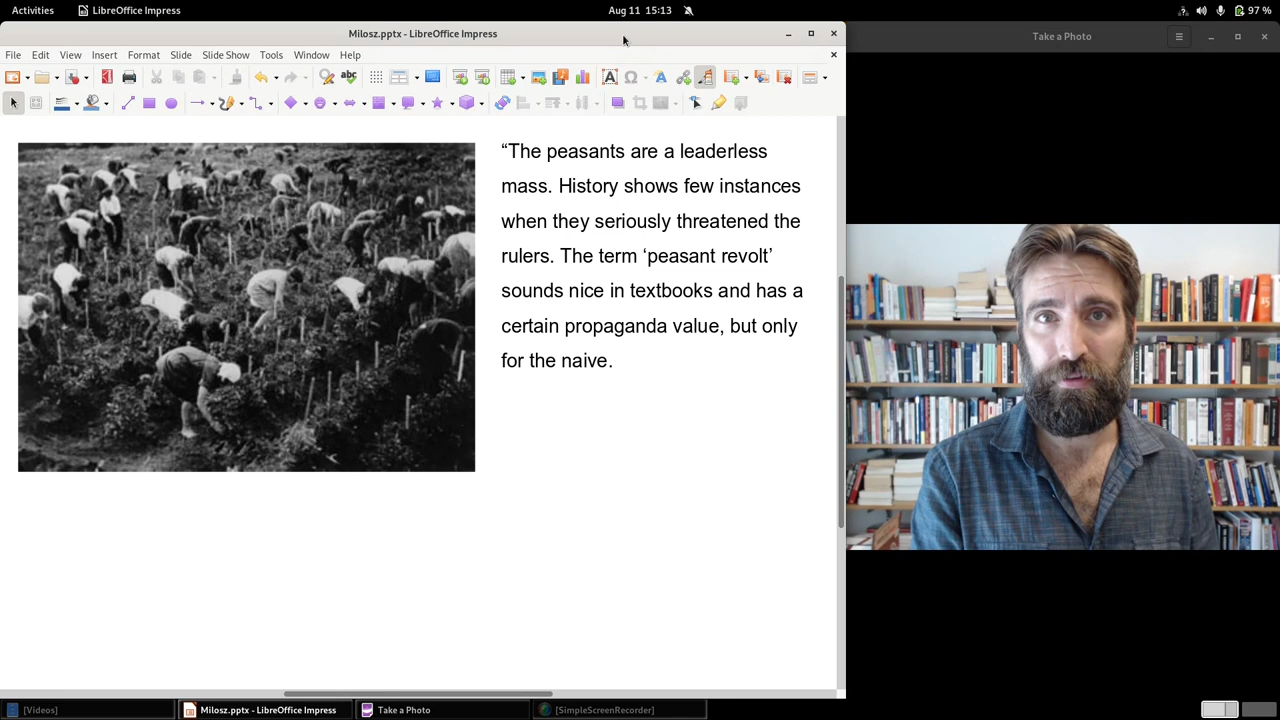 Activities
LibreOffice Impress
Aug 11 15:13
97 %
Milosz.pptx - LibreOffice Impress
Take a Photo
File Edit View Insert Format Slide Slide Show Tools Window Help
“The peasants are a leaderless
mass. History shows few instances
when they seriously threatened the
rulers. The term ‘peasant revolt’
sounds nice in textbooks and has a
certain propaganda value, but only
for the naive.
[Videos]
Milosz.pptx - LibreOffice Impress
Take a Photo
[SimpleScreenRecorder]